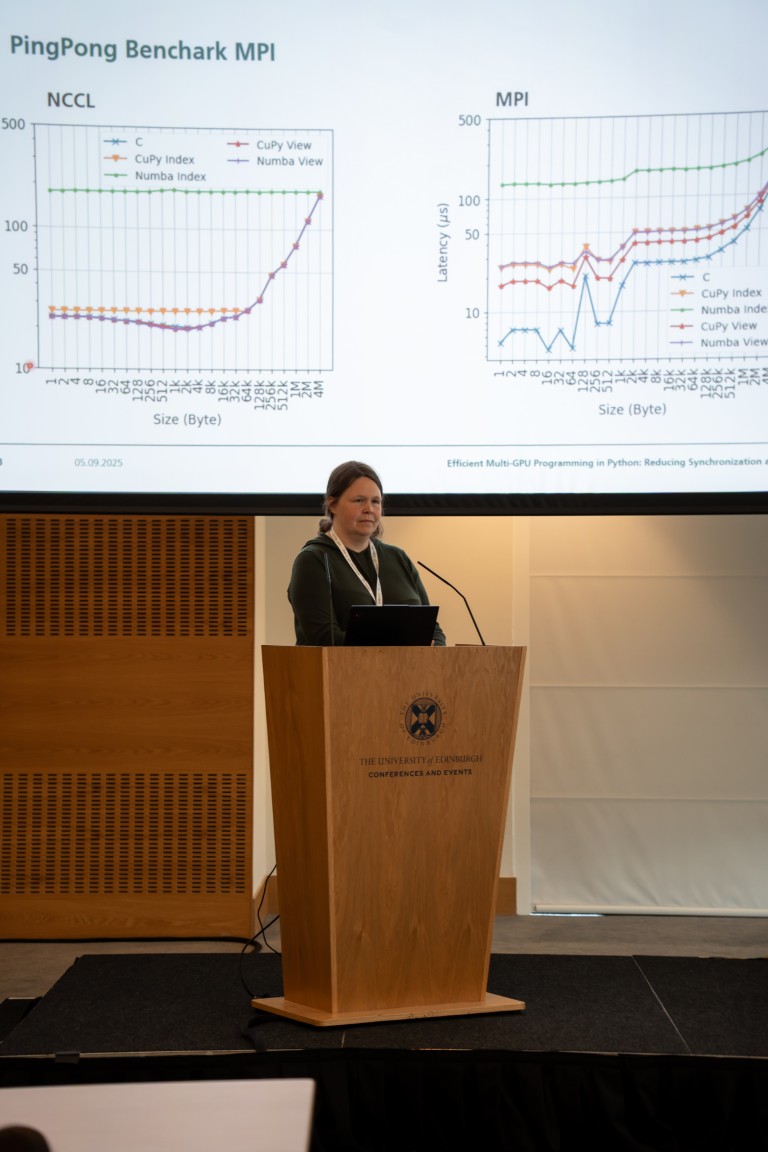 PingPong Benchark MPI
NCCL
500
100
50
10
C
CuPy Index
Numba Index
CuPy View
Numba View
1 2 4 8 16 32 64 128 256 512 1k 2k 4k 8k 16k 32k 64k 128k 256k 512k 1M 2M 4M
Size (Byte)
MPI
500
100
50
10
Latency (μs)
C
CuPy Index
Numba Inde
CuPy View
Numba View
1 2 4 8 16 32 64 128 256 512 1k 2k 4k 8k 16k 32k 64k 128k 256k 512k 1M 2M 4M
Size (Byte)
05.09.2025
Efficient Multi-GPU Programming in Python: Reducing Synchronization a
THE UNIVERSITY of EDINBURGH
THE UNIVERSITY of EDINBURGH
CONFERENCES AND EVENTS